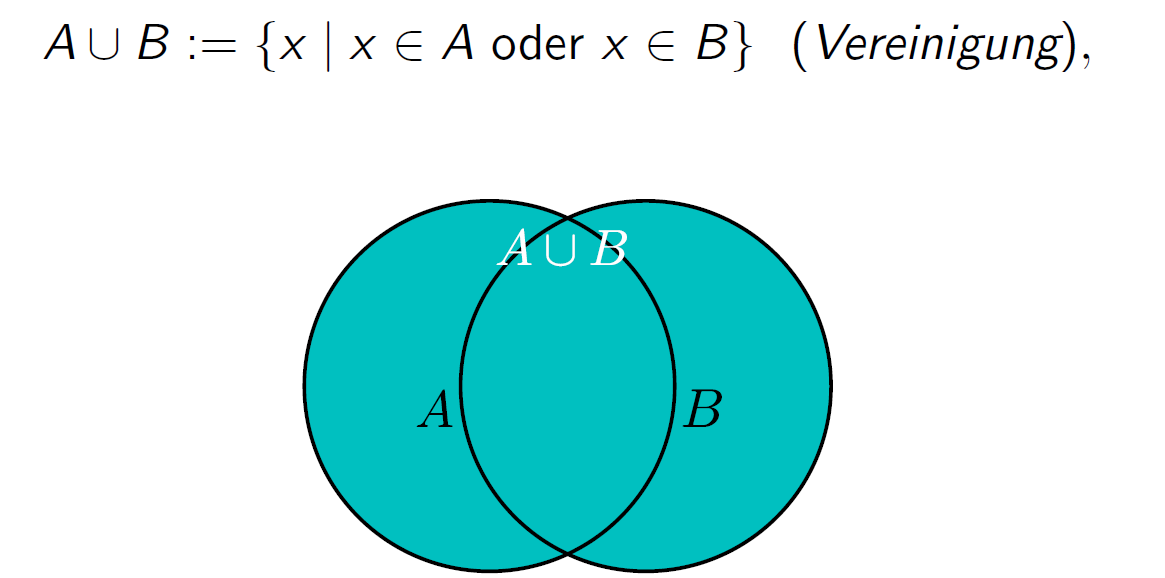 A ∪ B := {x | x ∈ A oder x ∈ B} (Vereinigung),
A ∪ B
A B